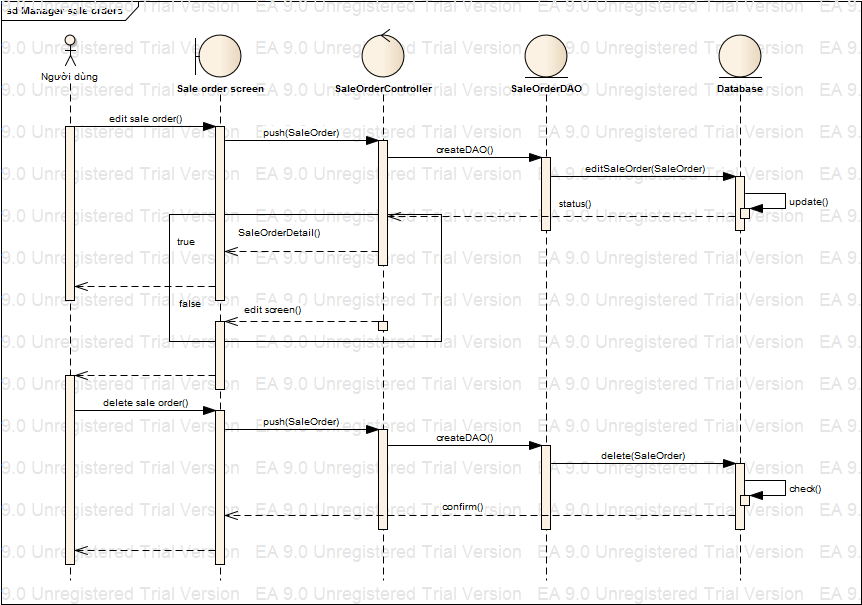 sd Manager sale orders
Người dùng
Sale order screen
SaleOrderController
SaleOrderDAO
Database
edit sale order()
push(SaleOrder)
createDAO()
editSaleOrder(SaleOrder)
update()
status()
true
SaleOrderDetail()
false
edit screen()
delete sale order()
push(SaleOrder)
createDAO()
delete(SaleOrder)
check()
confirm()
EA 9.0 Unregistered Trial Version